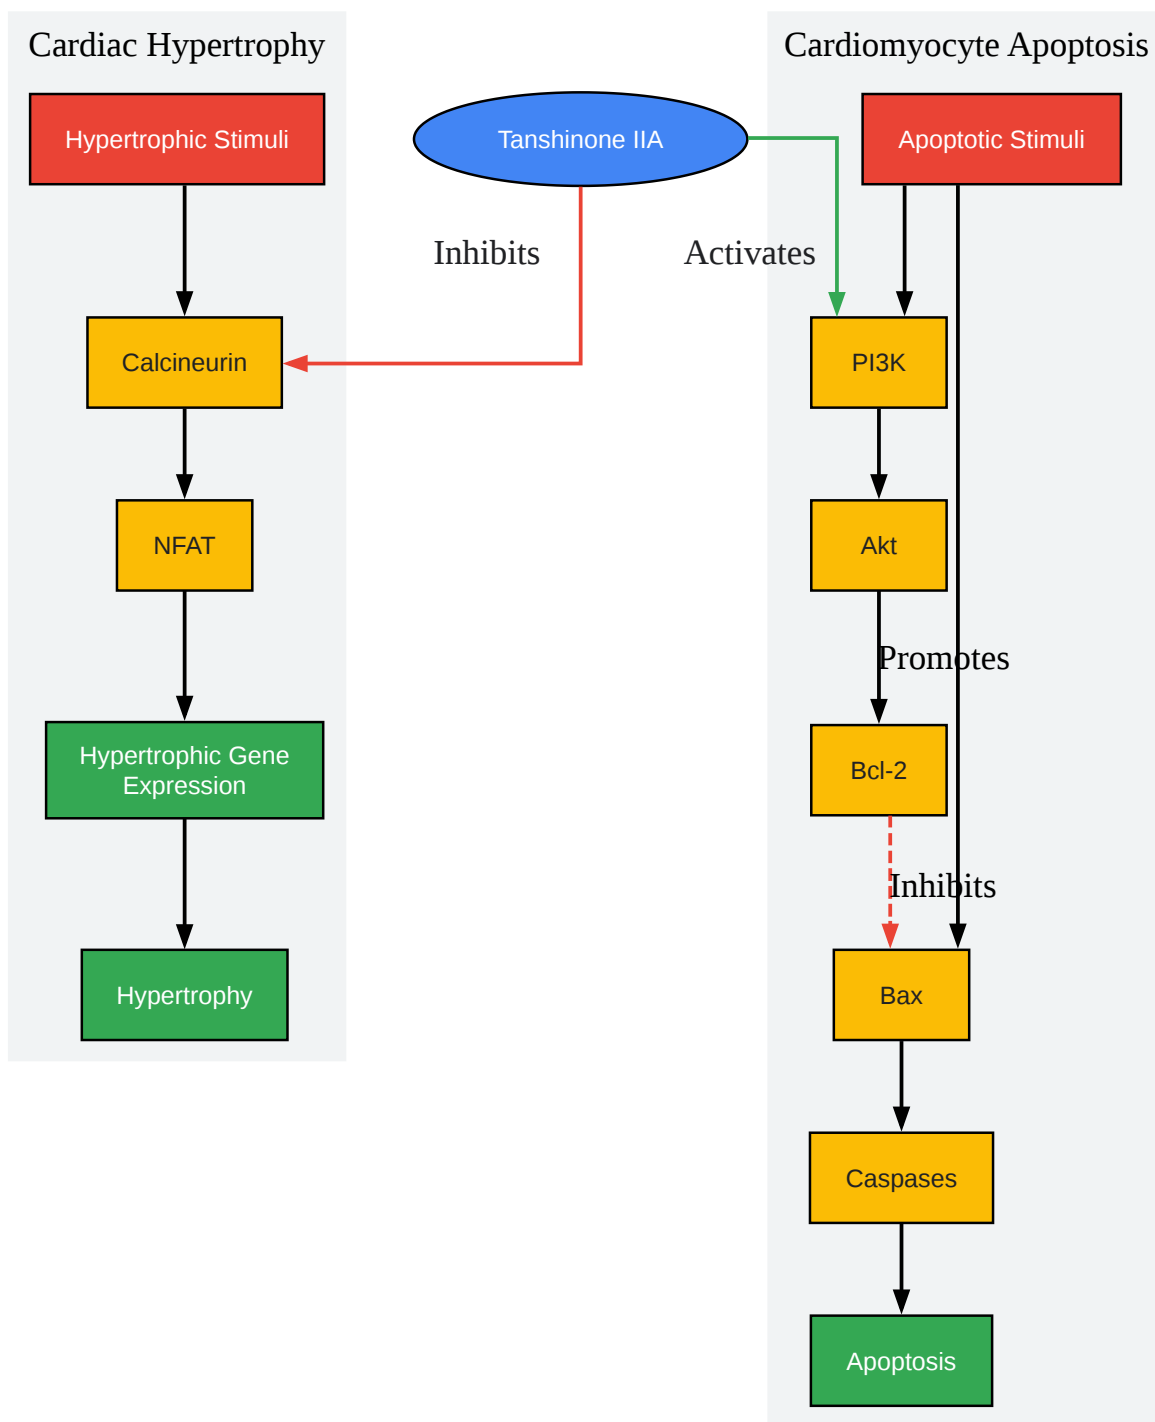 Cardiac Hypertrophy
Cardiomyocyte Apoptosis
Hypertrophic Stimuli
Tanshinone IIA
Apoptotic Stimuli
Inhibits
Activates
Calcineurin
PI3K
NFAT
Akt
Promotes
Hypertrophic Gene
Expression
Bcl-2
Inhibits
Hypertrophy
Bax
Caspases
Apoptosis